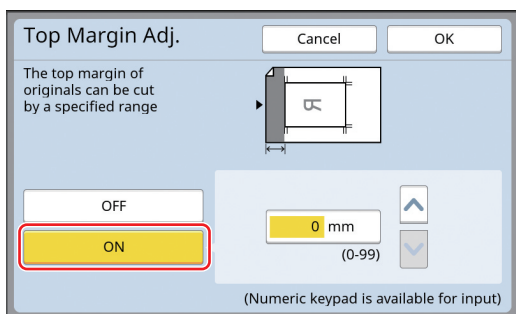 Top Margin Adj.
Cancel
OK
The top margin of
originals can be cut
by a specified range
R
OFF
ON
0 mm
(0-99)
(Numeric keypad is available for input)